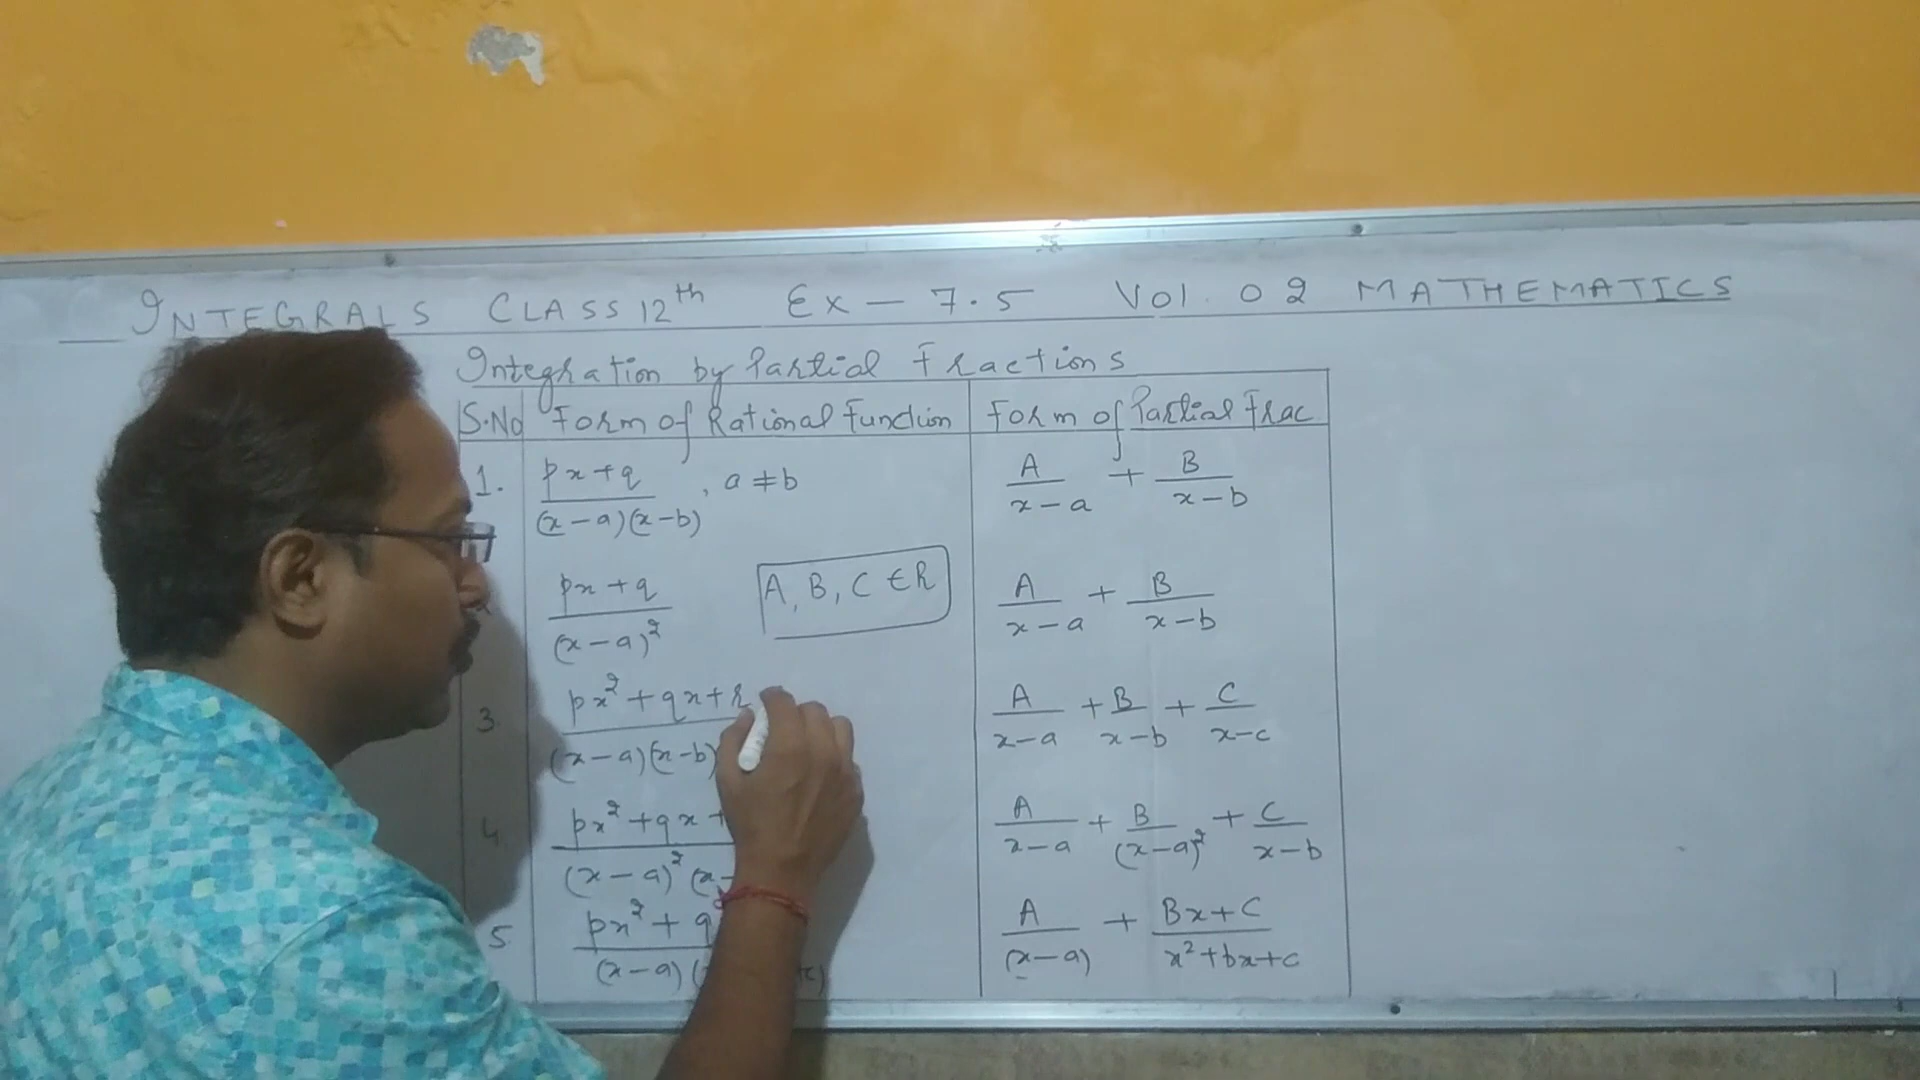 INTEGRALS CLASS 12th Ex - 7.5 Vol. 02 MATHEMATICS
Integration by Partial Fractions
S.No Form of Rational Function Form of Partial Frac
1. px+q / (x-a)(x-b) , a≠b A/(x-a) + B/(x-b)
px+q / (x-a)² A, B, C ∈ R A/(x-a) + B/(x-b)
3. px²+qx+r / (x-a)(x-b) A/(x-a) + B/(x-b) + C/(x-c)
4 px²+qx+ / (x-a)²(x- A/(x-a) + B/(x-a)² + C/(x-b)
5. px²+q / (x-a)( +c) A/(x-a) + Bx+C / x²+bx+c